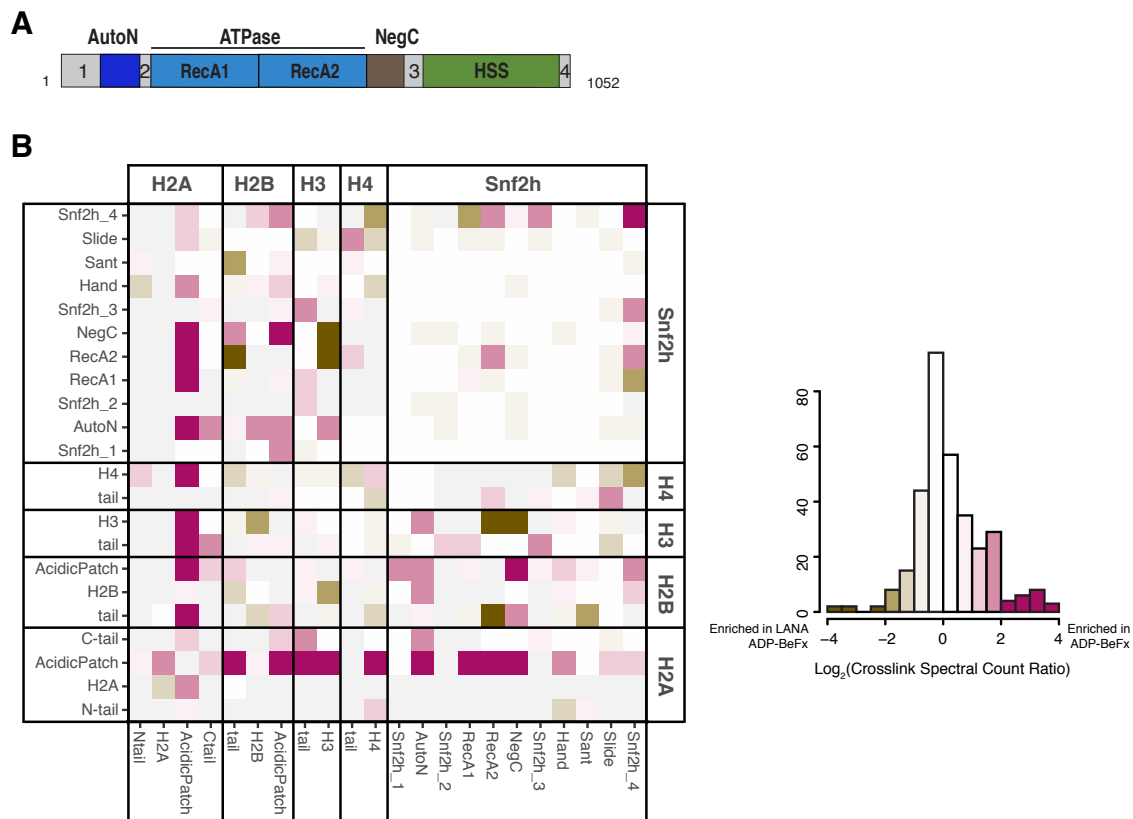 A
AutoN ATPase NegC
1 1 2 RecA1 RecA2 3 HSS 4 1052
B
H2A H2B H3 H4 Snf2h
Snf2h_4
Slide
Sant
Hand
Snf2h_3
NegC
RecA2
RecA1
Snf2h_2
AutoN
Snf2h_1
Snf2h
H4
tail
H4
H3
tail
H3
AcidicPatch
H2B
tail
H2B
C-tail
AcidicPatch
H2A
N-tail
H2A
Ntail
H2A
AcidicPatch
Ctail
tail
H2B
AcidicPatch
tail
H3
tail
H4
Snf2h_1
AutoN
Snf2h_2
RecA1
RecA2
NegC
Snf2h_3
Hand
Sant
Slide
Snf2h_4
80
60
40
20
0
−4 −2 0 2 4
Enriched in LANA
ADP-BeFx
Enriched in
ADP-BeFx
Log2(Crosslink Spectral Count Ratio)